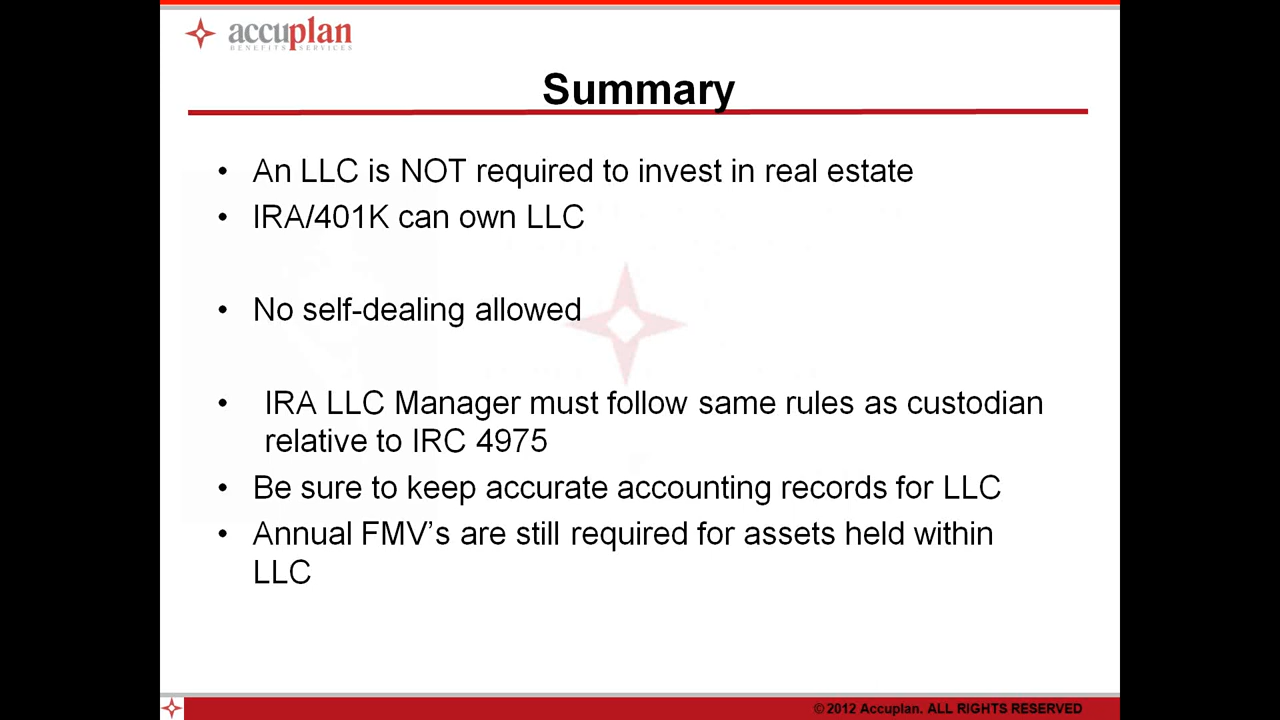 accuplan
BENEFITS SERVICES
Summary
• An LLC is NOT required to invest in real estate
• IRA/401K can own LLC
• No self-dealing allowed
• IRA LLC Manager must follow same rules as custodian
relative to IRC 4975
• Be sure to keep accurate accounting records for LLC
• Annual FMV’s are still required for assets held within
LLC
© 2012 Accuplan. ALL RIGHTS RESERVED